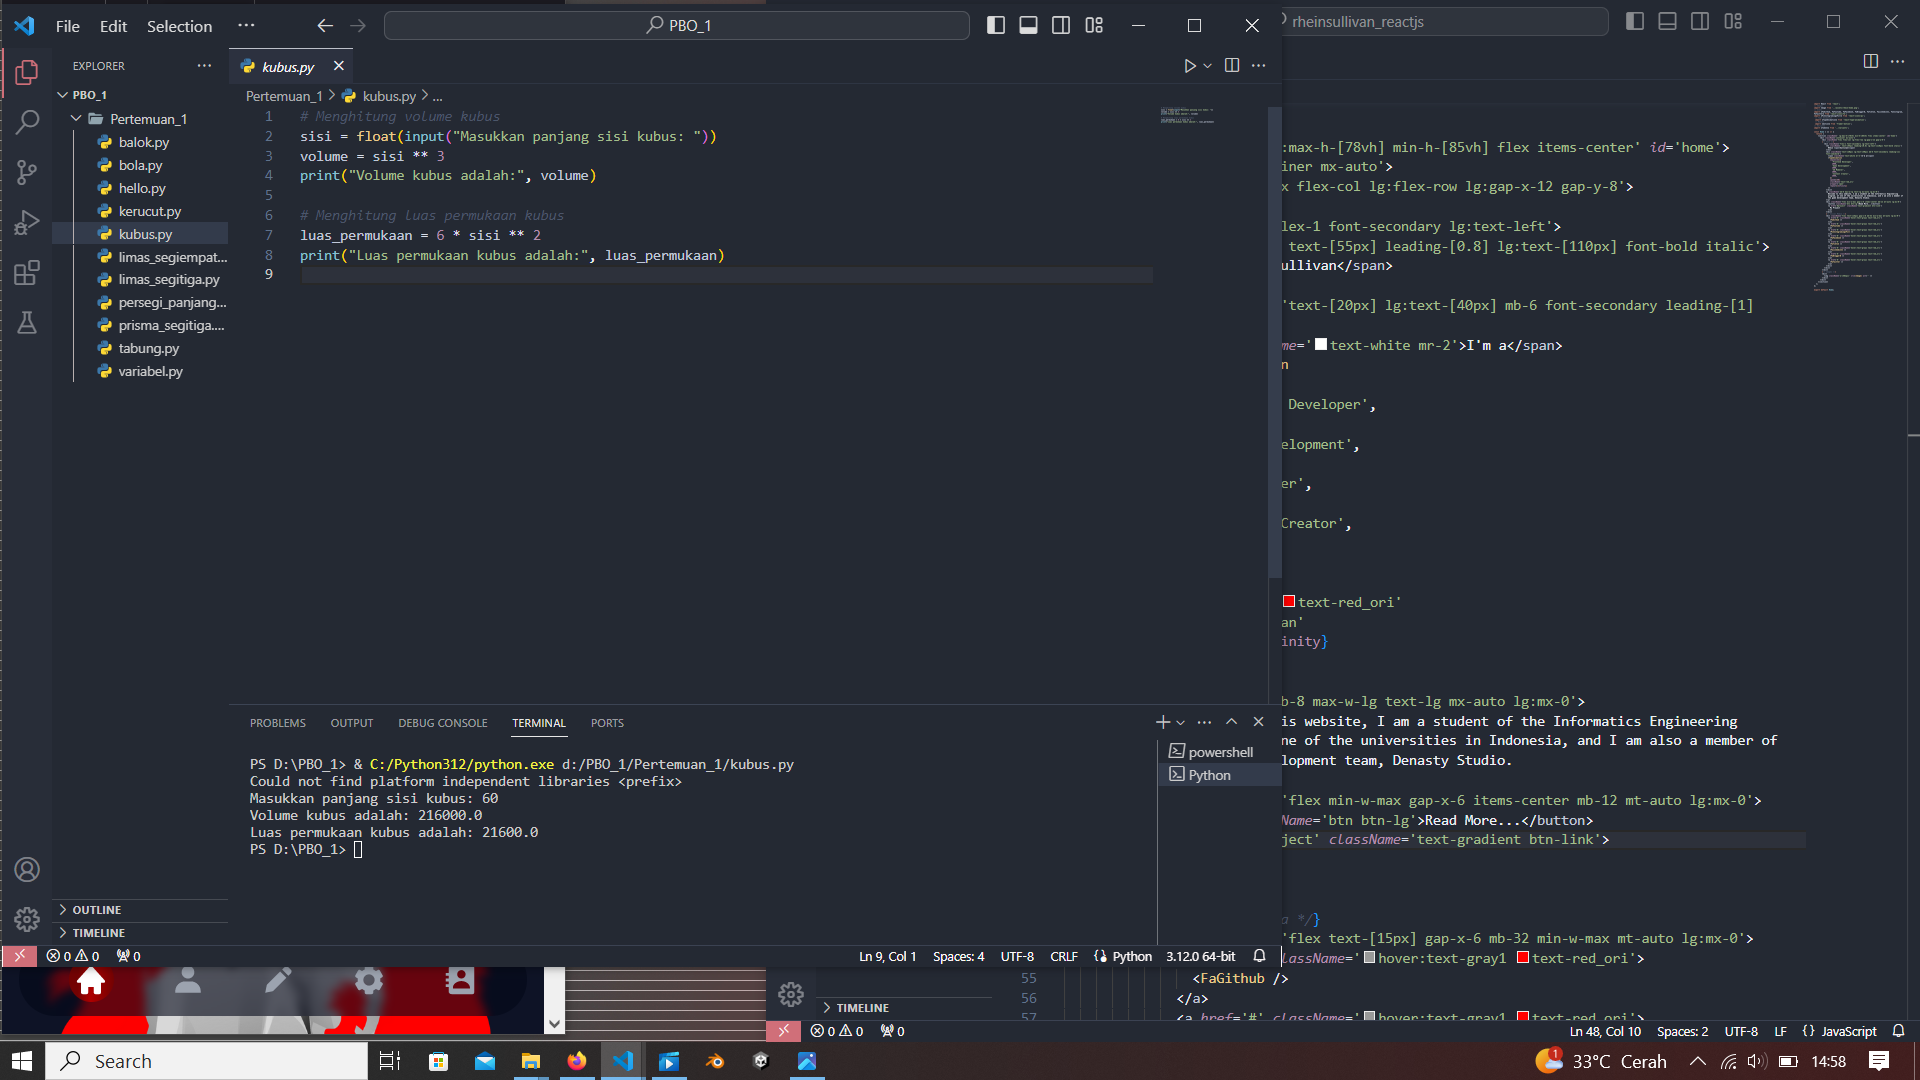 File Edit Selection ··· PBO_1
rheinsullivan_reactjs
EXPLORER ···
PBO_1
Pertemuan_1
balok.py
bola.py
hello.py
kerucut.py
kubus.py
limas_segiempat...
limas_segitiga.py
persegi_panjang...
prisma_segitiga....
tabung.py
variabel.py
OUTLINE
TIMELINE
kubus.py
Pertemuan_1 > kubus.py > ...
1 # Menghitung volume kubus
2 sisi = float(input("Masukkan panjang sisi kubus: "))
3 volume = sisi ** 3
4 print("Volume kubus adalah:", volume)
5
6 # Menghitung luas permukaan kubus
7 luas_permukaan = 6 * sisi ** 2
8 print("Luas permukaan kubus adalah:", luas_permukaan)
9
PROBLEMS OUTPUT DEBUG CONSOLE TERMINAL PORTS
PS D:\PBO_1> & C:/Python312/python.exe d:/PBO_1/Pertemuan_1/kubus.py
Could not find platform independent libraries <prefix>
Masukkan panjang sisi kubus: 60
Volume kubus adalah: 216000.0
Luas permukaan kubus adalah: 21600.0
PS D:\PBO_1>
powershell
Python
0 0 0
Ln 9, Col 1 Spaces: 4 UTF-8 CRLF Python 3.12.0 64-bit
:max-h-[78vh] min-h-[85vh] flex items-center' id='home'>
iner mx-auto'>
x flex-col lg:flex-row lg:gap-x-12 gap-y-8'>
lex-1 font-secondary lg:text-left'>
text-[55px] leading-[0.8] lg:text-[110px] font-bold italic'>
ullivan</span>
'text-[20px] lg:text-[40px] mb-6 font-secondary leading-[1]
me='text-white mr-2'>I'm a</span>
n
Developer',
elopment',
er',
Creator',
text-red_ori'
an'
inity}
b-8 max-w-lg text-lg mx-auto lg:mx-0'>
is website, I am a student of the Informatics Engineering
ne of the universities in Indonesia, and I am also a member of
lopment team, Denasty Studio.
'flex min-w-max gap-x-6 items-center mb-12 mt-auto lg:mx-0'>
Name='btn btn-lg'>Read More...</button>
ject' className='text-gradient btn-link'>
a */}
'flex text-[15px] gap-x-6 mb-32 min-w-max mt-auto lg:mx-0'>
lassName='hover:text-gray1 text-red_ori'>
55 <FaGithub />
56 </a>
57 <a href='#' className='hover:text-gray1 text-red_ori'>
TIMELINE
0 0 0
Ln 48, Col 10 Spaces: 2 UTF-8 LF {} JavaScript
Search
1 33°C Cerah 14:58